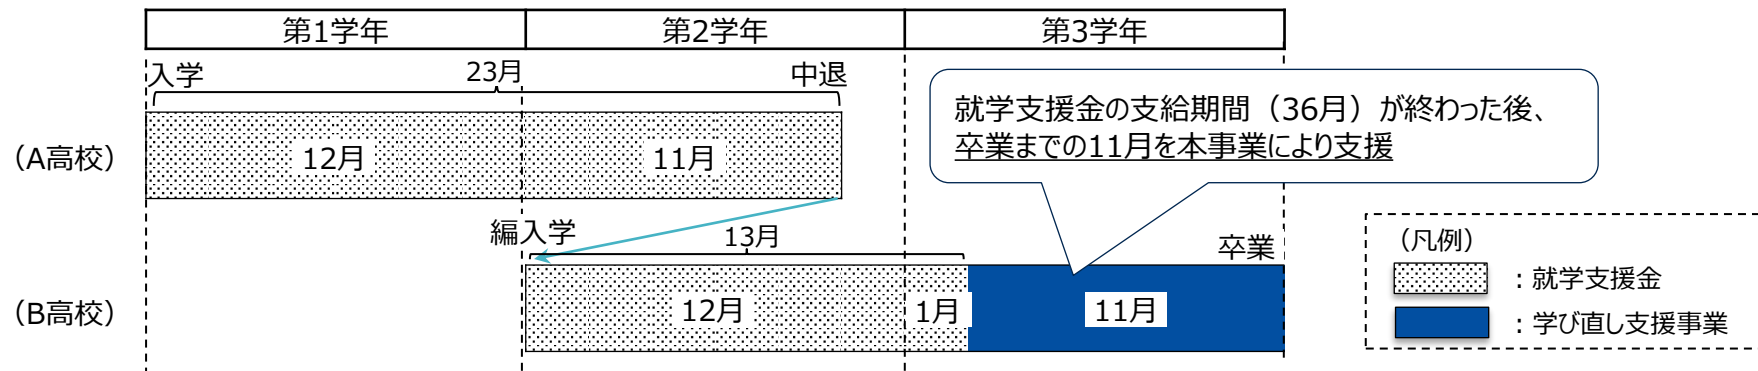 第1学年 第2学年 第3学年
入学 23月 中退
(A高校) 12月 11月
就学支援金の支給期間（36月）が終わった後、
卒業までの11月を本事業により支援
編入学 13月 卒業
(B高校) 12月 1月 11月
(凡例)
：就学支援金
：学び直し支援事業